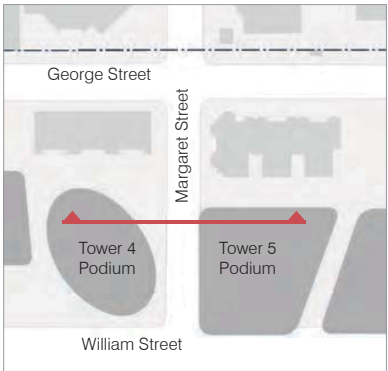 George Street
Margaret Street
Tower 4
Podium
Tower 5
Podium
William Street